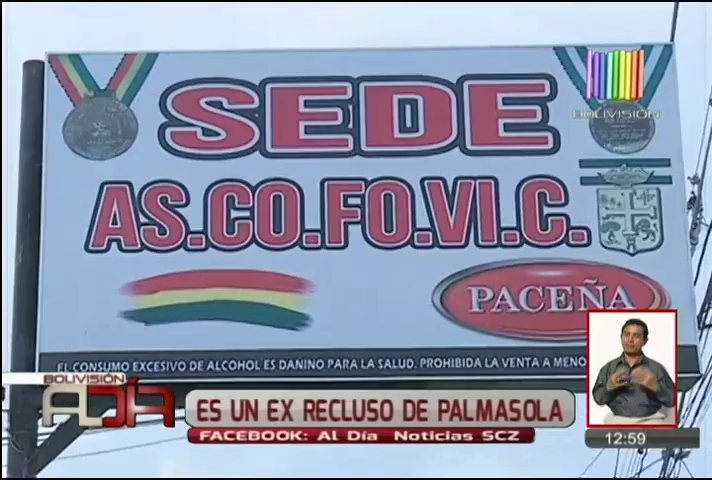 SEDE
BOLIVISIÓN
AS.CO.FO.VI.C.
PACEÑA
EL CONSUMO EXCESIVO DE ALCOHOL ES DAÑINO PARA LA SALUD. PROHIBIDA LA VENTA A MENO
BOLIVISIÓN
ALDÍA
ES UN EX RECLUSO DE PALMASOLA
FACEBOOK: Al Día Noticias SCZ
12:59